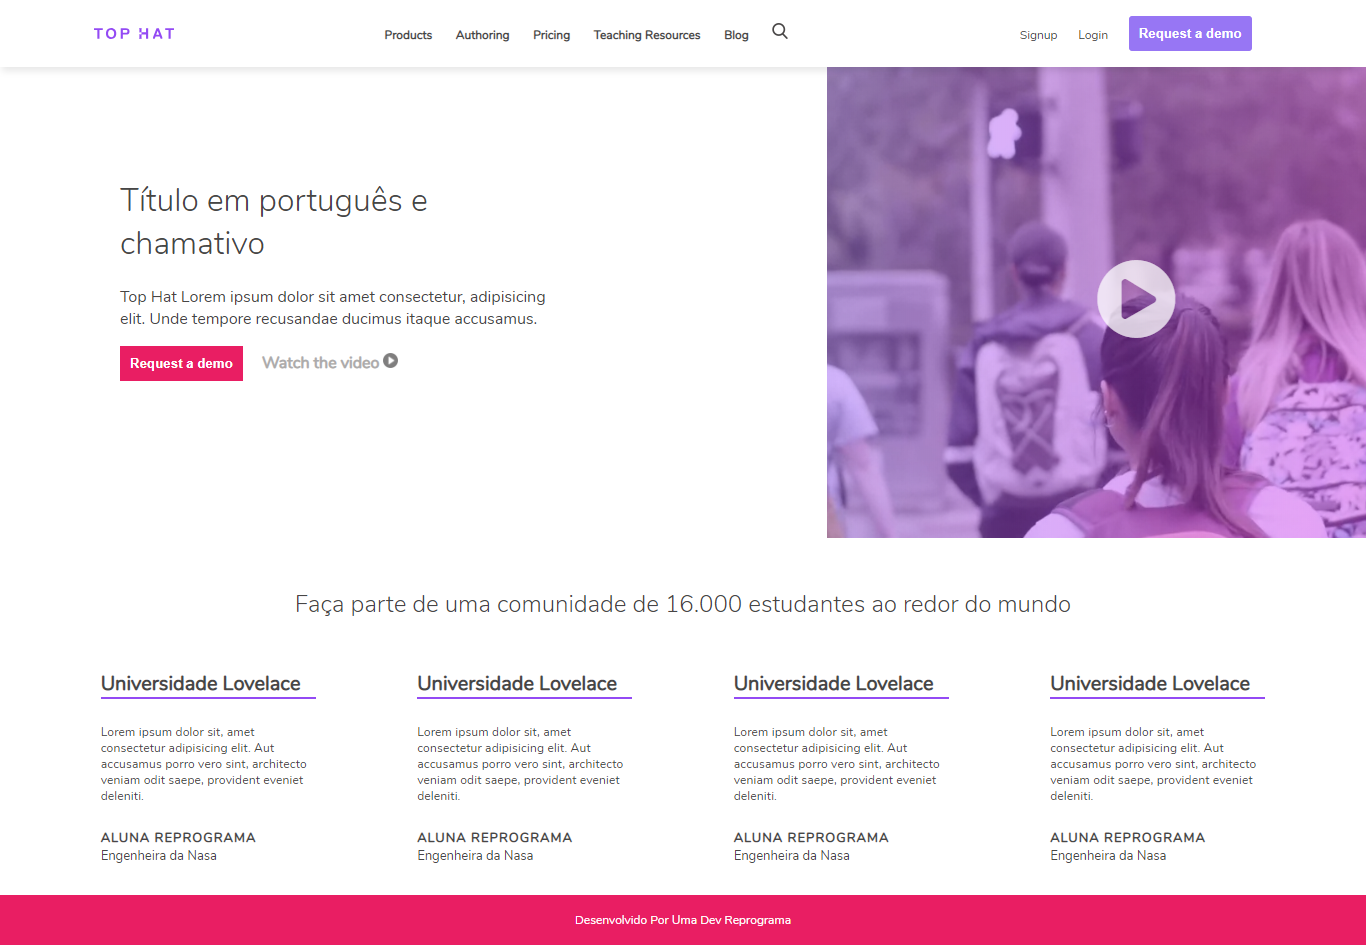 TOP HAT
Products Authoring Pricing Teaching Resources Blog
Signup Login Request a demo
Título em português e
chamativo
Top Hat Lorem ipsum dolor sit amet consectetur, adipisicing
elit. Unde tempore recusandae ducimus itaque accusamus.
Request a demo Watch the video
Faça parte de uma comunidade de 16.000 estudantes ao redor do mundo
Universidade Lovelace
Lorem ipsum dolor sit, amet
consectetur adipisicing elit. Aut
accusamus porro vero sint, architecto
veniam odit saepe, provident eveniet
deleniti.
ALUNA REPROGRAMA
Engenheira da Nasa
Universidade Lovelace
Lorem ipsum dolor sit, amet
consectetur adipisicing elit. Aut
accusamus porro vero sint, architecto
veniam odit saepe, provident eveniet
deleniti.
ALUNA REPROGRAMA
Engenheira da Nasa
Universidade Lovelace
Lorem ipsum dolor sit, amet
consectetur adipisicing elit. Aut
accusamus porro vero sint, architecto
veniam odit saepe, provident eveniet
deleniti.
ALUNA REPROGRAMA
Engenheira da Nasa
Universidade Lovelace
Lorem ipsum dolor sit, amet
consectetur adipisicing elit. Aut
accusamus porro vero sint, architecto
veniam odit saepe, provident eveniet
deleniti.
ALUNA REPROGRAMA
Engenheira da Nasa
Desenvolvido Por Uma Dev Reprograma